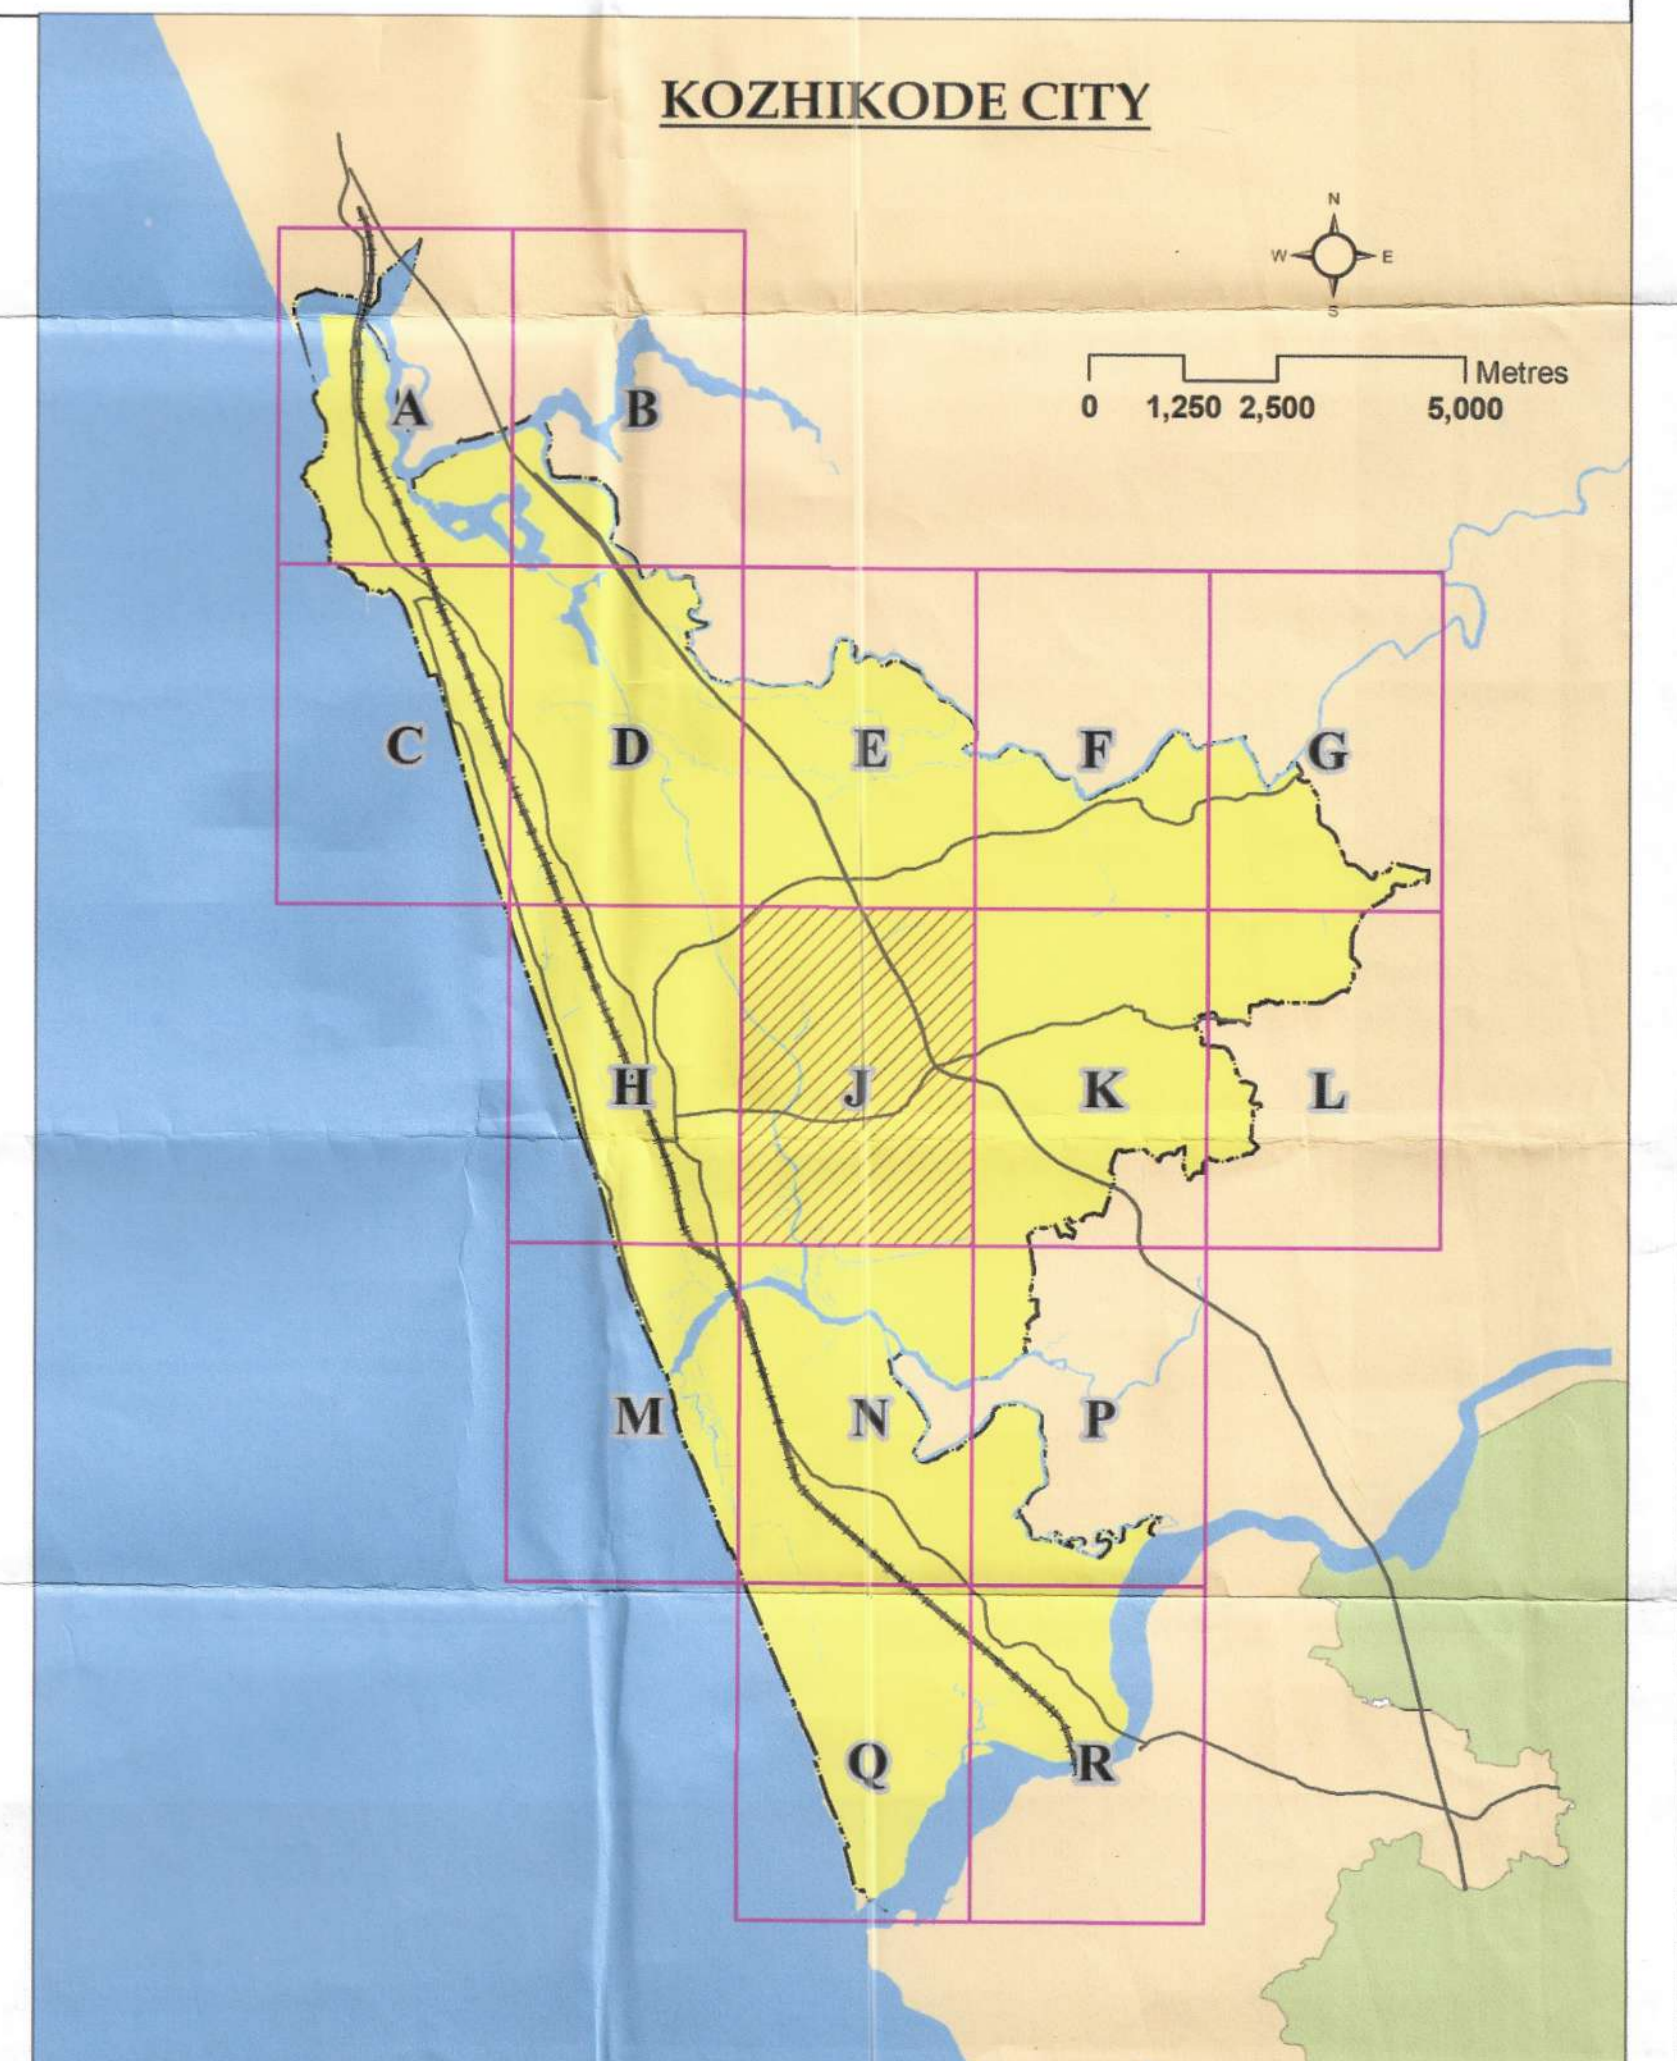 KOZHIKODE CITY
N
W E
S
Metres
0 1,250 2,500 5,000
A B
C D E F G
H J K L
M N P
Q R